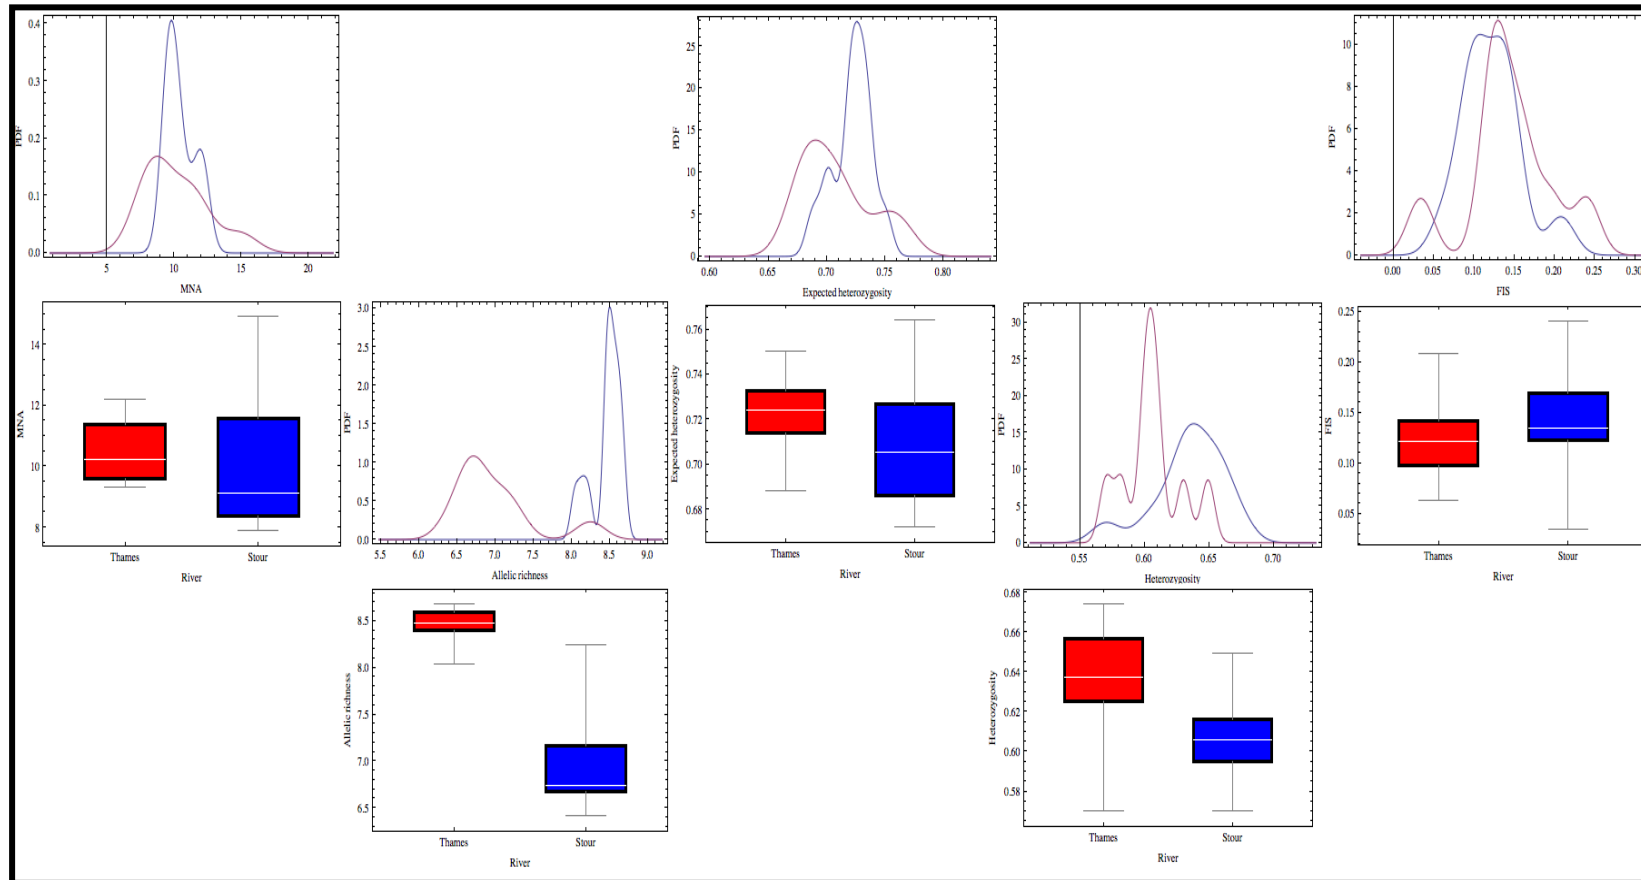 0.4
0.3
0.2
0.1
0.0
PDF
5 10 15 20
MNA
25
20
15
10
5
0
PDF
0.60 0.65 0.70 0.75 0.80
Expected heterozygosity
10
8
6
4
2
0
PDF
0.00 0.05 0.10 0.15 0.20 0.25 0.30
FIS
14
12
10
8
MNA
Thames Stour
River
3.0
2.5
2.0
1.5
1.0
0.5
0.0
PDF
5.5 6.0 6.5 7.0 7.5 8.0 8.5 9.0
Allelic richness
0.76
0.74
0.72
0.70
0.68
Expected heterozygosity
Thames Stour
River
30
25
20
15
10
5
0
PDF
0.55 0.60 0.65 0.70
Heterozygosity
0.25
0.20
0.15
0.10
0.05
FIS
Thames Stour
River
8.5
8.0
7.5
7.0
6.5
Allelic richness
Thames Stour
River
0.68
0.66
0.64
0.62
0.60
0.58
Heterozygosity
Thames Stour
River